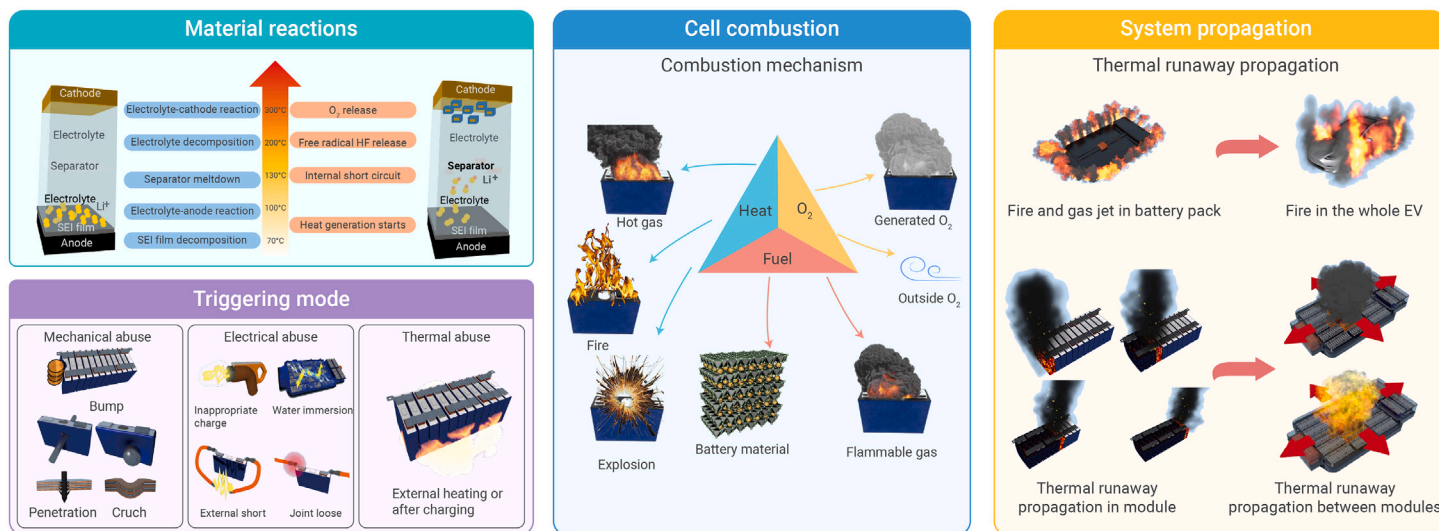 Material reactions
Cathode
Electrolyte
Separator
Electrolyte
Li⁺
SEI film
Anode
Electrolyte-cathode reaction
Electrolyte decomposition
Separator meltdown
Electrolyte-anode reaction
SEI film decomposition
300°C
200°C
130°C
100°C
70°C
O₂ release
Free radical HF release
Internal short circuit
Heat generation starts
Cathode
Electrolyte
Separator
Li⁺
Electrolyte
SEI film
Anode
Triggering mode
Mechanical abuse
Bump
Penetration
Cruch
Electrical abuse
Inappropriate
charge
Water immersion
External short
Joint loose
Thermal abuse
External heating or
after charging
Cell combustion
Combustion mechanism
Hot gas
Fire
Explosion
Heat
O₂
Fuel
Generated O₂
Outside O₂
Battery material
Flammable gas
System propagation
Thermal runaway propagation
Fire and gas jet in battery pack
Fire in the whole EV
Thermal runaway
propagation in module
Thermal runaway
propagation between modules